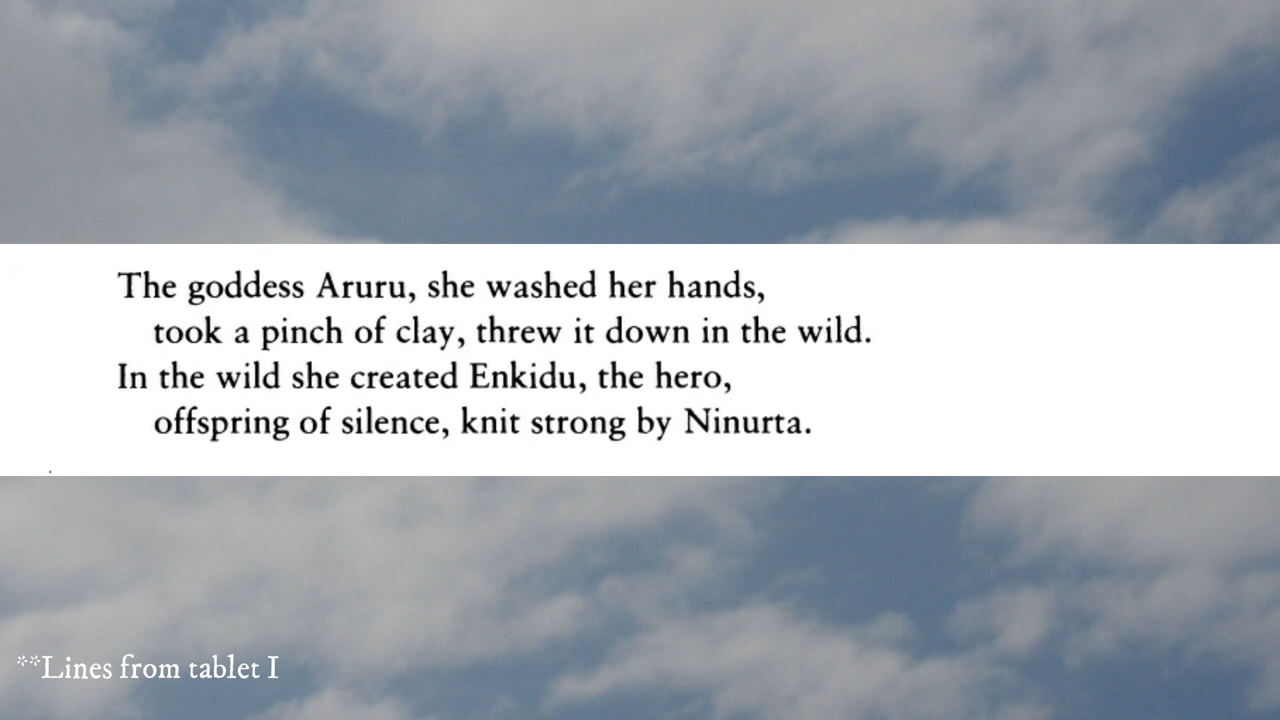 The goddess Aruru, she washed her hands,
took a pinch of clay, threw it down in the wild.
In the wild she created Enkidu, the hero,
offspring of silence, knit strong by Ninurta.
**Lines from tablet I